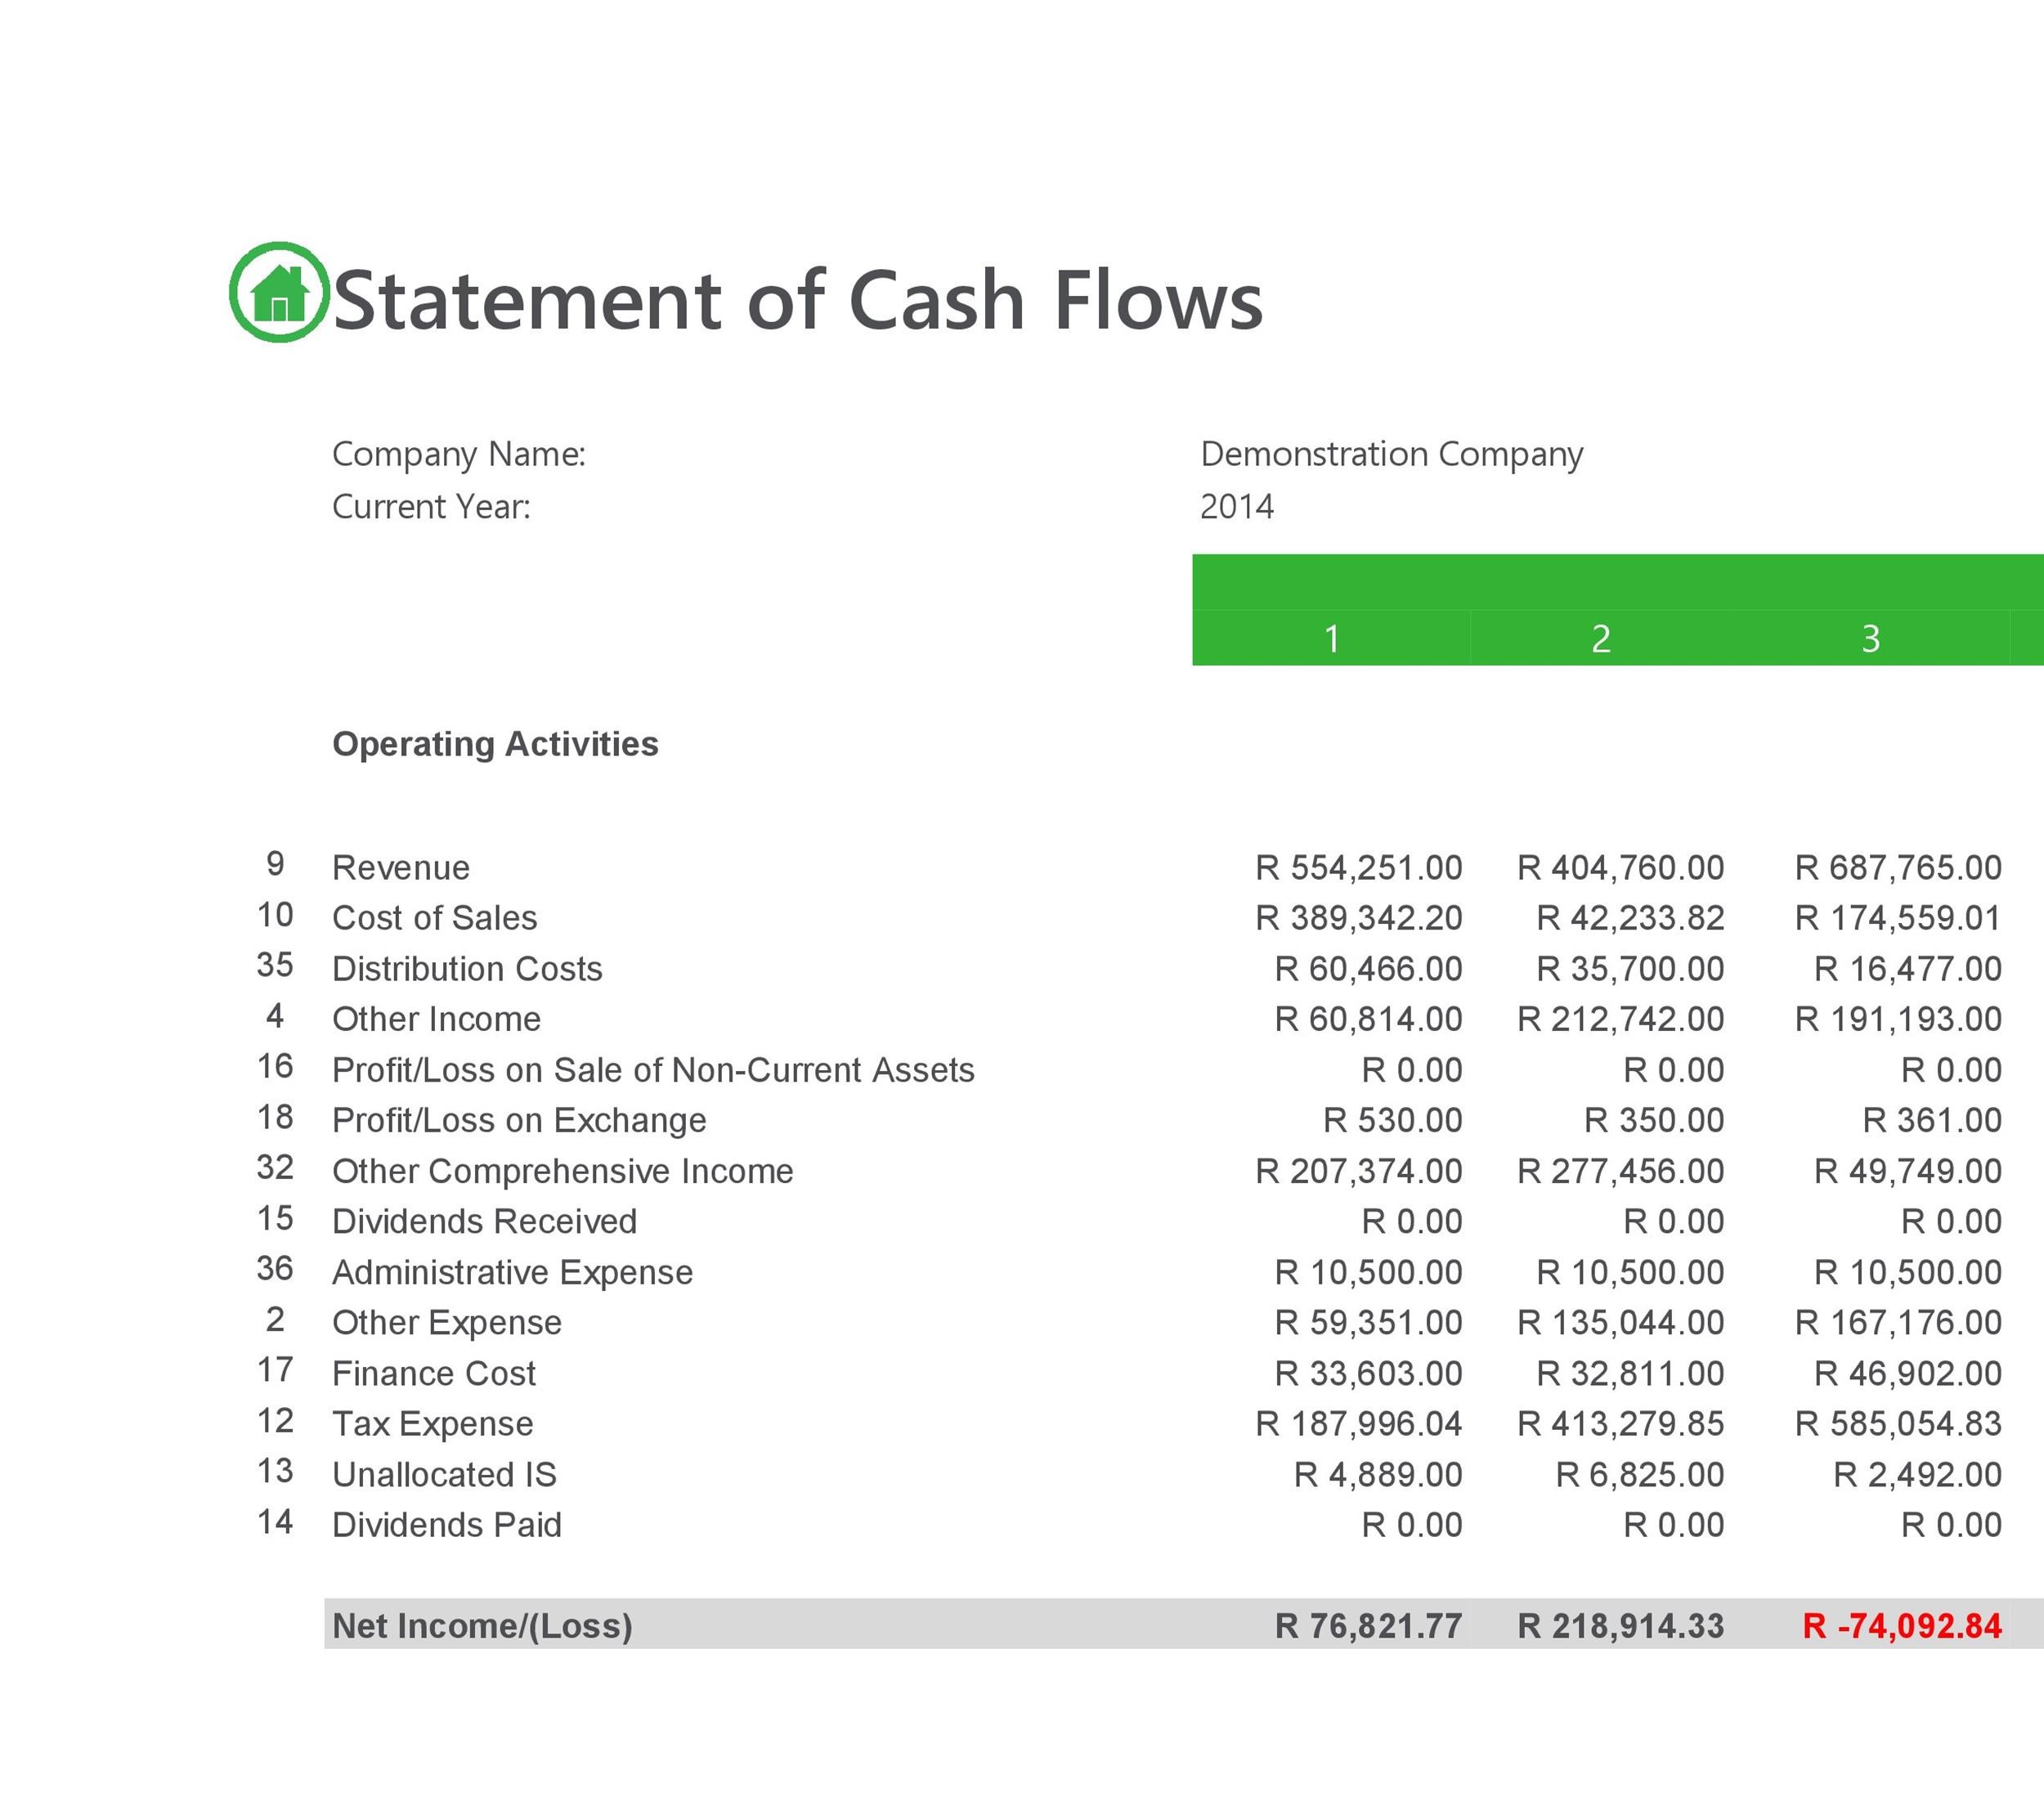 Statement of Cash Flows
Company Name: Demonstration Company
Current Year: 2014
1 2 3
Operating Activities
9 Revenue R 554,251.00 R 404,760.00 R 687,765.00
10 Cost of Sales R 389,342.20 R 42,233.82 R 174,559.01
35 Distribution Costs R 60,466.00 R 35,700.00 R 16,477.00
4 Other Income R 60,814.00 R 212,742.00 R 191,193.00
16 Profit/Loss on Sale of Non-Current Assets R 0.00 R 0.00 R 0.00
18 Profit/Loss on Exchange R 530.00 R 350.00 R 361.00
32 Other Comprehensive Income R 207,374.00 R 277,456.00 R 49,749.00
15 Dividends Received R 0.00 R 0.00 R 0.00
36 Administrative Expense R 10,500.00 R 10,500.00 R 10,500.00
2 Other Expense R 59,351.00 R 135,044.00 R 167,176.00
17 Finance Cost R 33,603.00 R 32,811.00 R 46,902.00
12 Tax Expense R 187,996.04 R 413,279.85 R 585,054.83
13 Unallocated IS R 4,889.00 R 6,825.00 R 2,492.00
14 Dividends Paid R 0.00 R 0.00 R 0.00
Net Income/(Loss) R 76,821.77 R 218,914.33 R -74,092.84